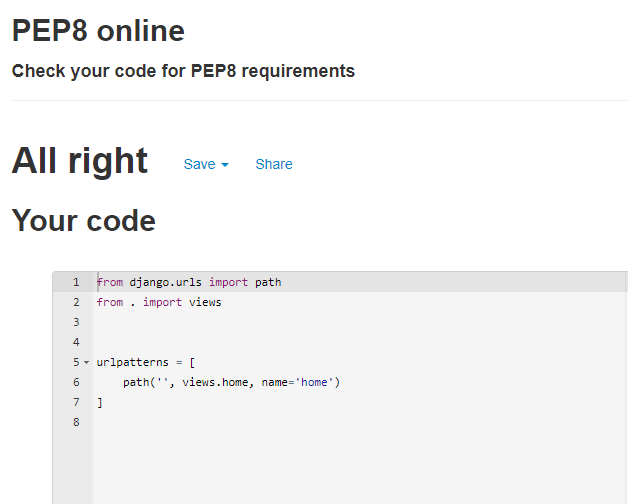 PEP8 online
Check your code for PEP8 requirements
All right Save Share
Your code
1 from django.urls import path
2 from . import views
3
4
5 urlpatterns = [
6     path('', views.home, name='home')
7 ]
8